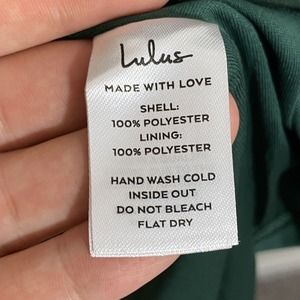 Lulus
MADE WITH LOVE
SHELL:
100% POLYESTER
LINING:
100% POLYESTER
HAND WASH COLD
INSIDE OUT
DO NOT BLEACH
FLAT DRY